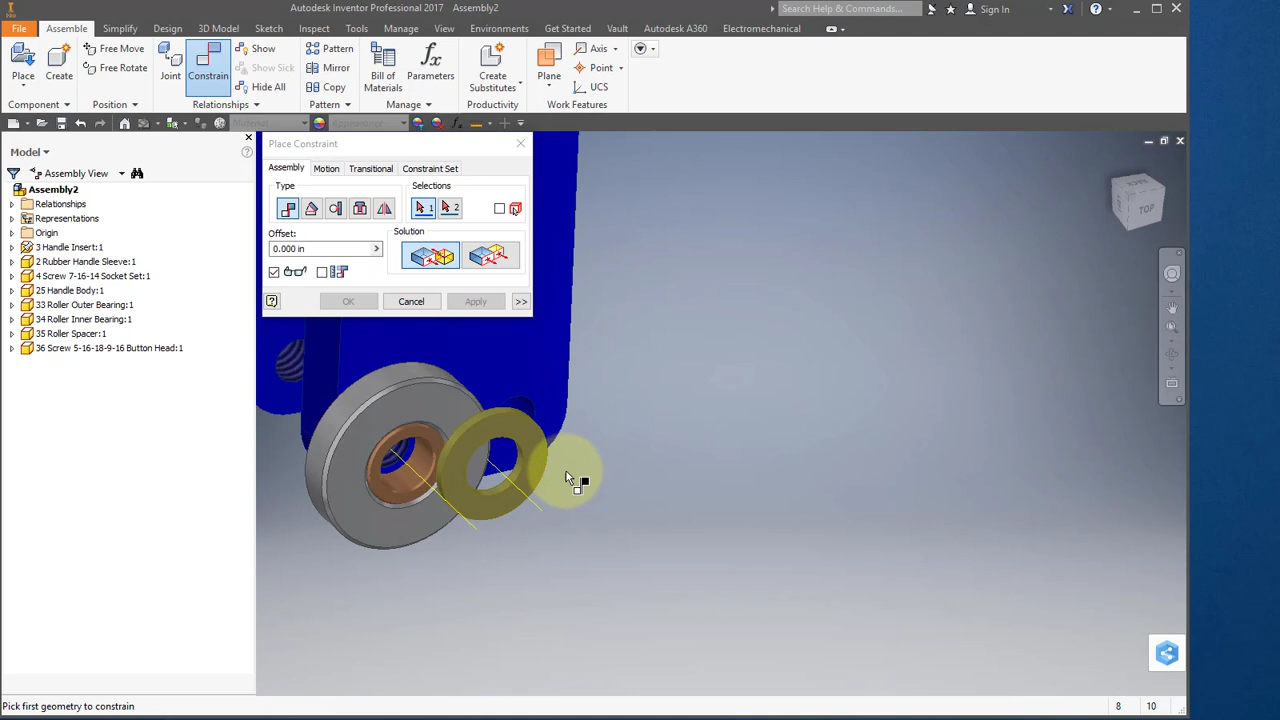 Autodesk Inventor Professional 2017 Assembly2
Search Help & Commands...
Sign In
File
Assemble
Simplify
Design
3D Model
Sketch
Inspect
Tools
Manage
View
Environments
Get Started
Vault
Autodesk A360
Electromechanical
Place
Create
Free Move
Free Rotate
Joint
Constrain
Show
Show Sick
Hide All
Pattern
Mirror
Copy
Bill of
Materials
Parameters
Create
Substitutes
Plane
Axis
Point
UCS
Component
Position
Relationships
Pattern
Manage
Productivity
Work Features
Material
Appearance
Model
Assembly View
Assembly2
Relationships
Representations
Origin
3 Handle Insert:1
2 Rubber Handle Sleeve:1
4 Screw 7-16-14 Socket Set:1
25 Handle Body:1
33 Roller Outer Bearing:1
34 Roller Inner Bearing:1
35 Roller Spacer:1
36 Screw 5-16-18-9-16 Button Head:1
Place Constraint
Assembly
Motion
Transitional
Constraint Set
Type
Selections
1
2
Offset:
0.000 in
Solution
OK
Cancel
Apply
>>
TOP
Pick first geometry to constrain
8
10